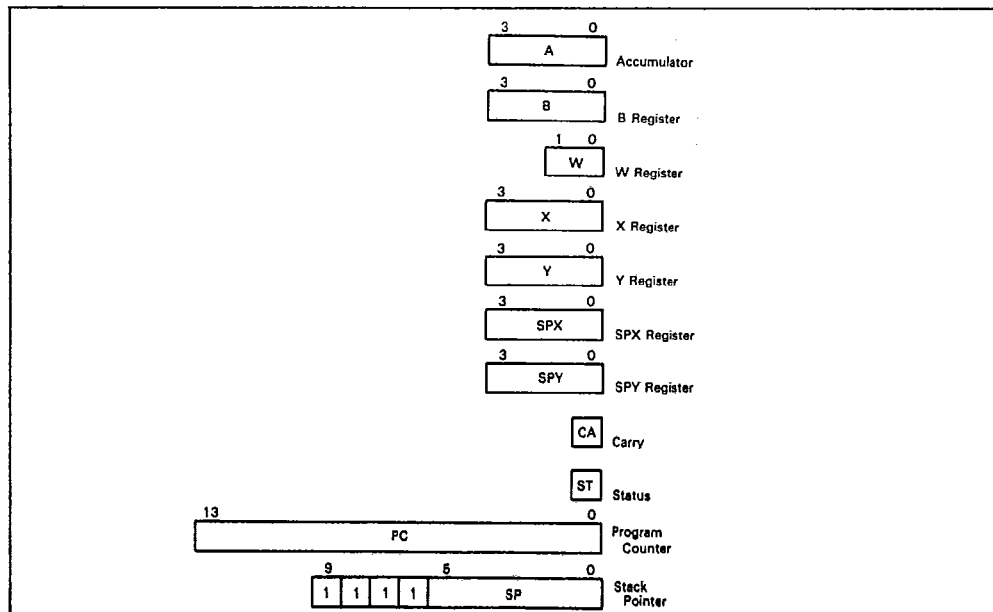 3 0
A
Accumulator
3 0
B
B Register
1 0
W
W Register
3 0
X
X Register
3 0
Y
Y Register
3 0
SPX
SPX Register
3 0
SPY
SPY Register
CA
Carry
ST
Status
13 0
PC
Program
Counter
9 5 0
1 1 1 1 SP
Stack
Pointer